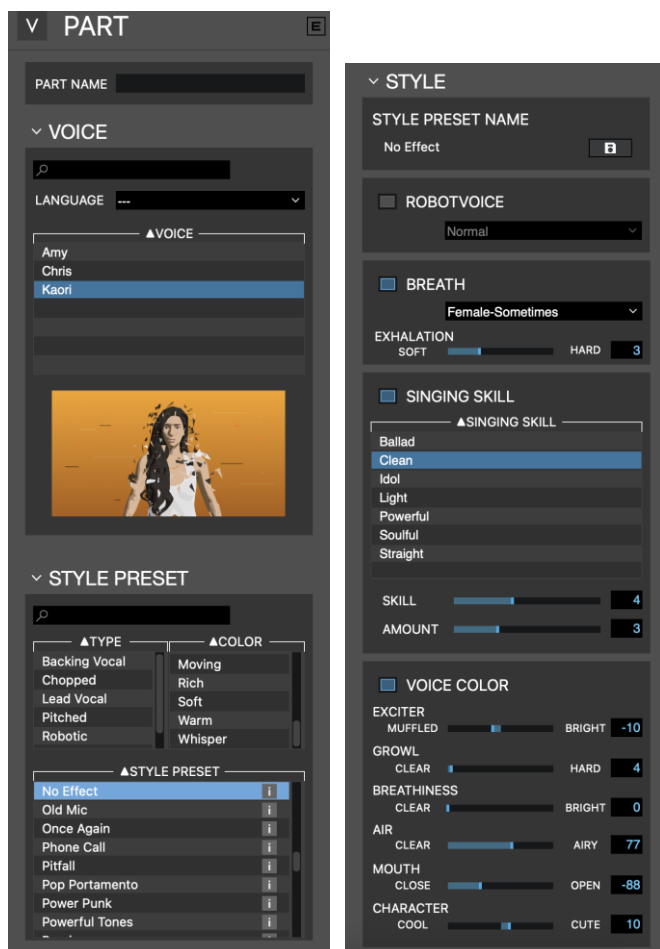 V PART E
PART NAME
VOICE
LANGUAGE ---
▲VOICE
Amy
Chris
Kaori
STYLE PRESET
▲TYPE ▲COLOR
Backing Vocal Moving
Chopped Rich
Lead Vocal Soft
Pitched Warm
Robotic Whisper
▲STYLE PRESET
No Effect i
Old Mic i
Once Again i
Phone Call i
Pitfall i
Pop Portamento i
Power Punk i
Powerful Tones i
STYLE
STYLE PRESET NAME
No Effect
ROBOTVOICE
Normal
BREATH
Female-Sometimes
EXHALATION
SOFT HARD 3
SINGING SKILL
▲SINGING SKILL
Ballad
Clean
Idol
Light
Powerful
Soulful
Straight
SKILL 4
AMOUNT 3
VOICE COLOR
EXCITER
MUFFLED BRIGHT -10
GROWL
CLEAR HARD 4
BREATHINESS
CLEAR BRIGHT 0
AIR
CLEAR AIRY 77
MOUTH
CLOSE OPEN -88
CHARACTER
COOL CUTE 10